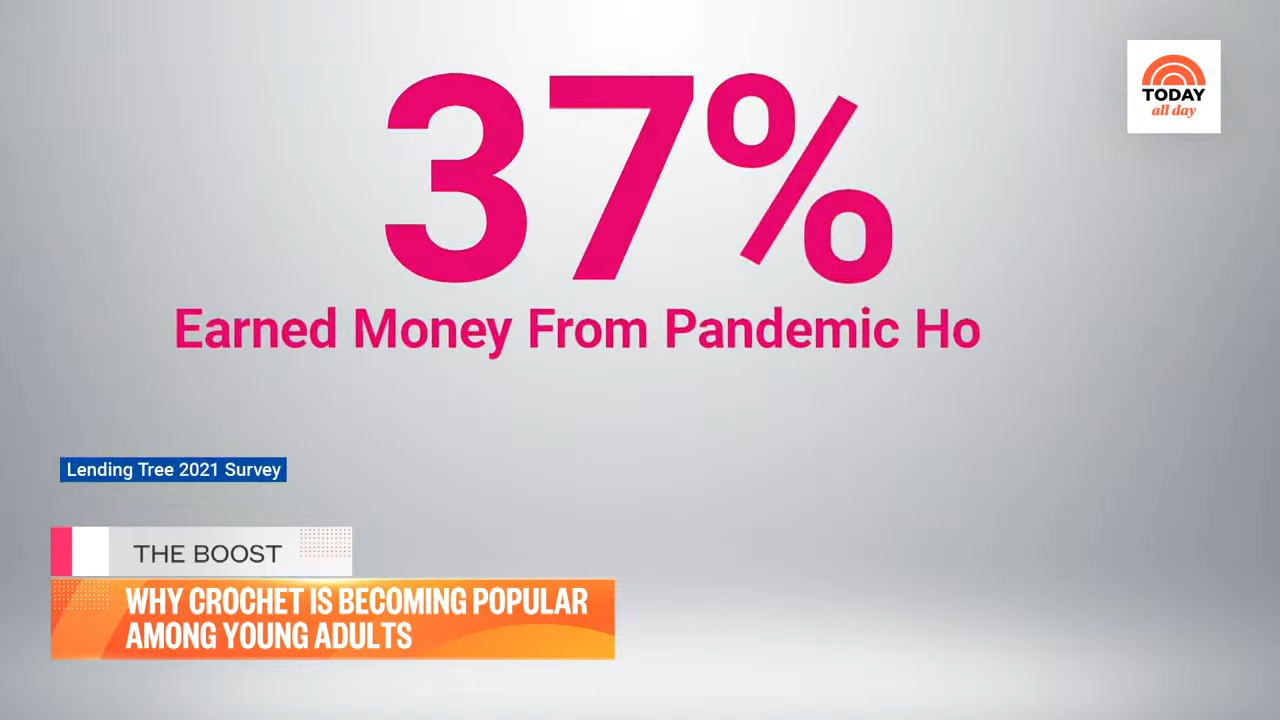 37%
Earned Money From Pandemic Ho
TODAY
all day
Lending Tree 2021 Survey
THE BOOST
WHY CROCHET IS BECOMING POPULAR
AMONG YOUNG ADULTS